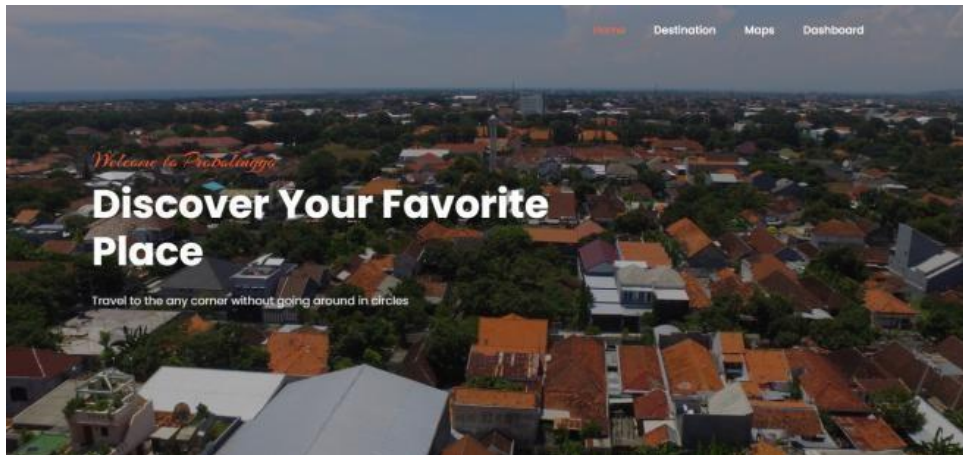 Home Destination Maps Dashboard
Welcome to Probolinggo
Discover Your Favorite
Place
Travel to the any corner without going around in circles